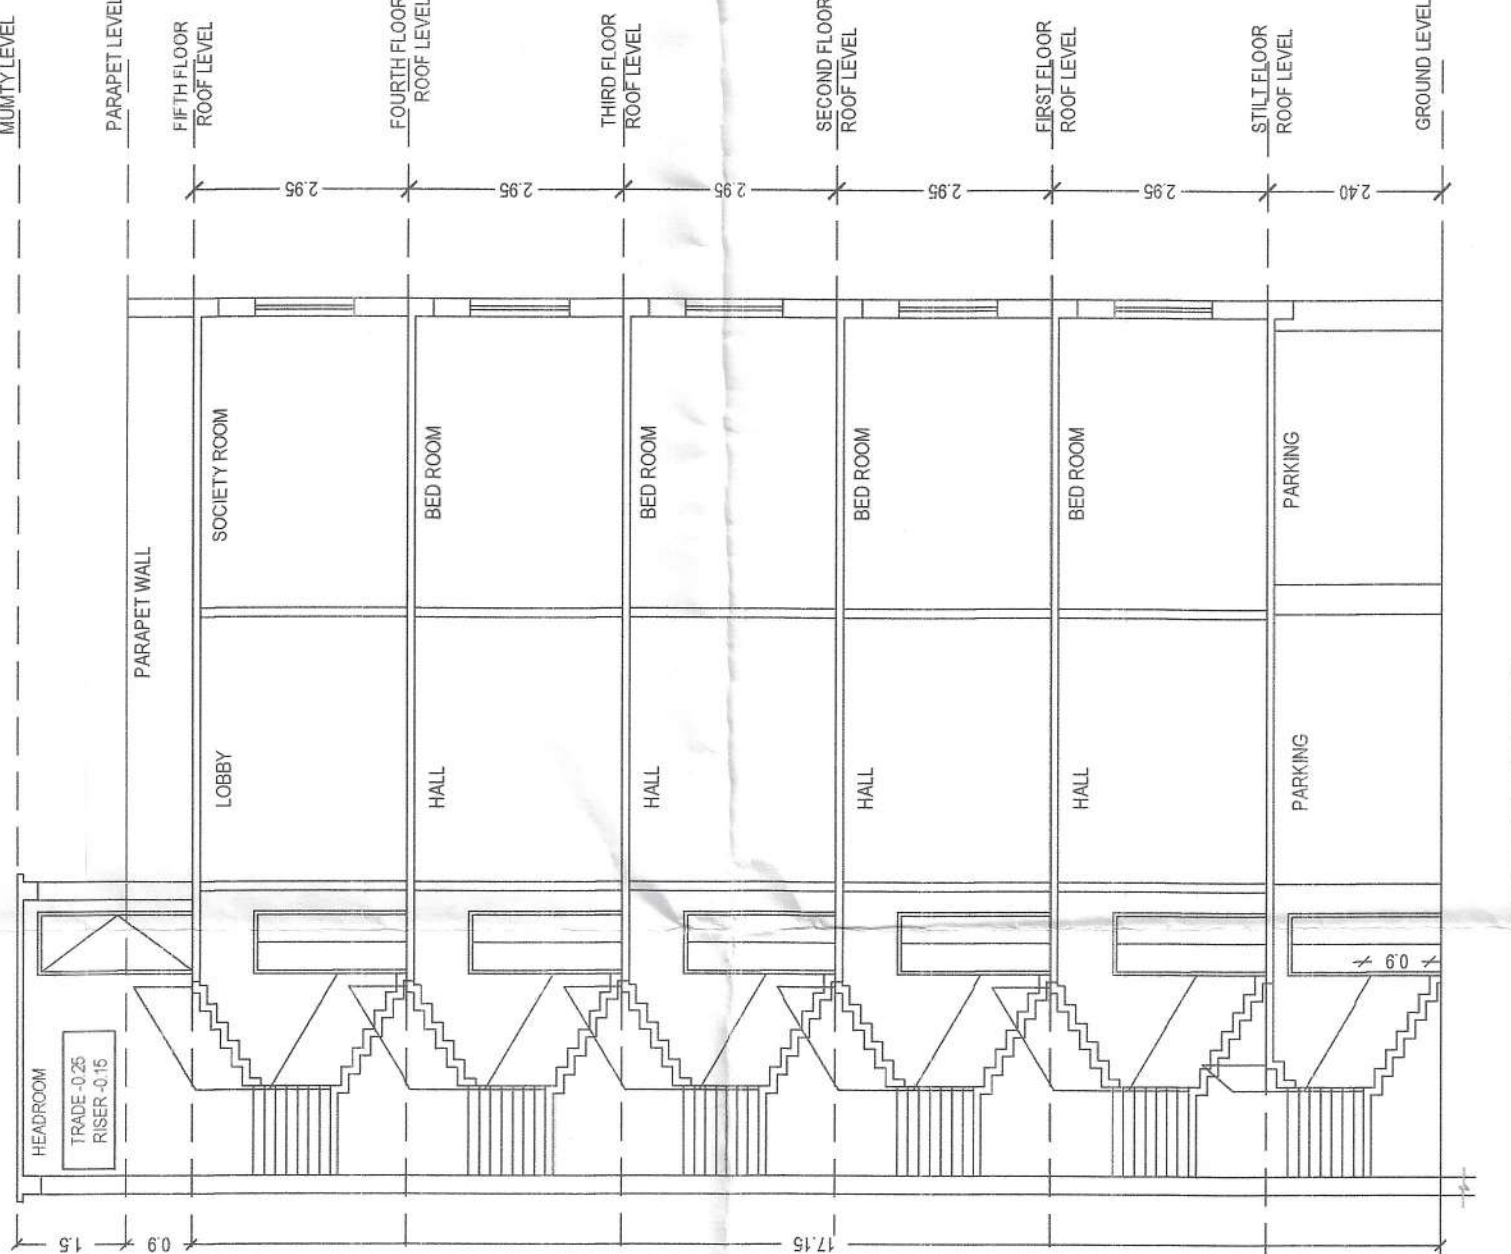 MUMTY LEVEL
PARAPET LEVEL
FIFTH FLOOR
ROOF LEVEL
FOURTH FLOOR
ROOF LEVEL
THIRD FLOOR
ROOF LEVEL
SECOND FLOOR
ROOF LEVEL
FIRST FLOOR
ROOF LEVEL
STILT FLOOR
ROOF LEVEL
GROUND LEVEL
2.95
2.95
2.95
2.95
2.95
2.40
SOCIETY ROOM
BED ROOM
BED ROOM
BED ROOM
BED ROOM
PARKING
PARAPET WALL
LOBBY
HALL
HALL
HALL
HALL
PARKING
0.9
HEADROOM
TRADE -0.25
RISER -0.15
1.5
0.9
17.15